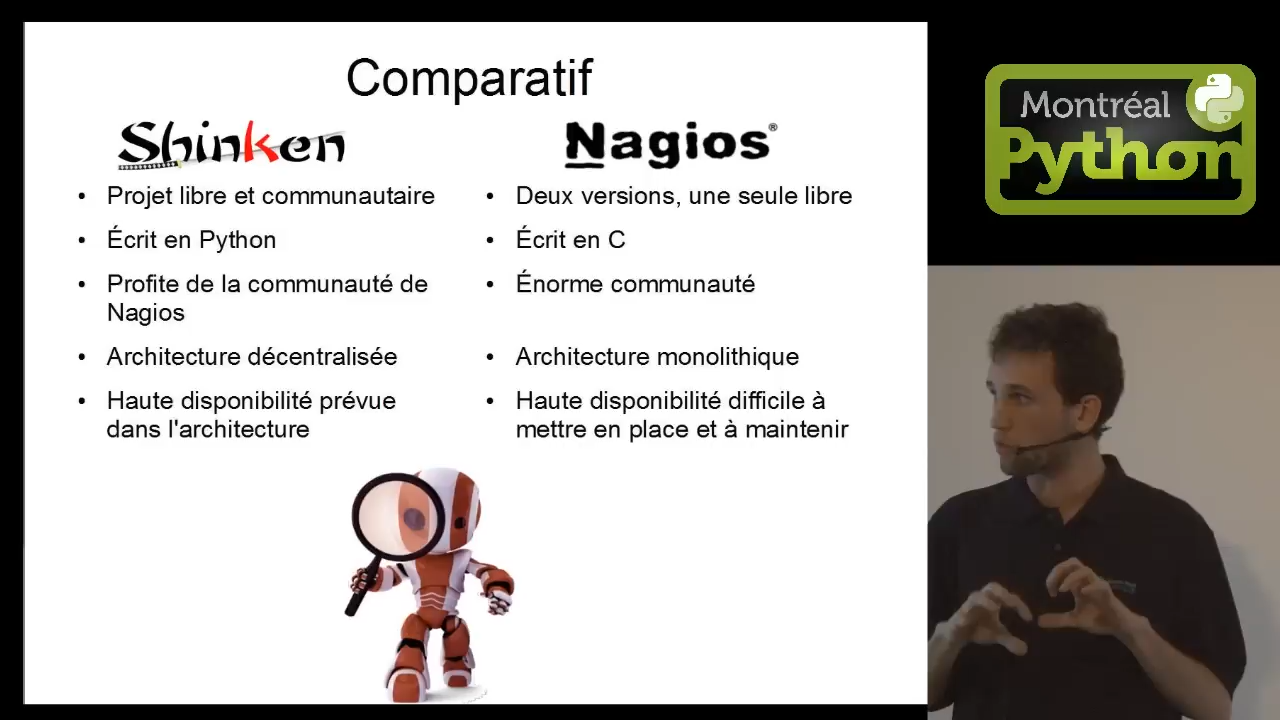 Comparatif
Shinken
Nagios®
Projet libre et communautaire
Écrit en Python
Profite de la communauté de
Nagios
Architecture décentralisée
Haute disponibilité prévue
dans l'architecture
Deux versions, une seule libre
Écrit en C
Énorme communauté
Architecture monolithique
Haute disponibilité difficile à
mettre en place et à maintenir
Montréal
Python